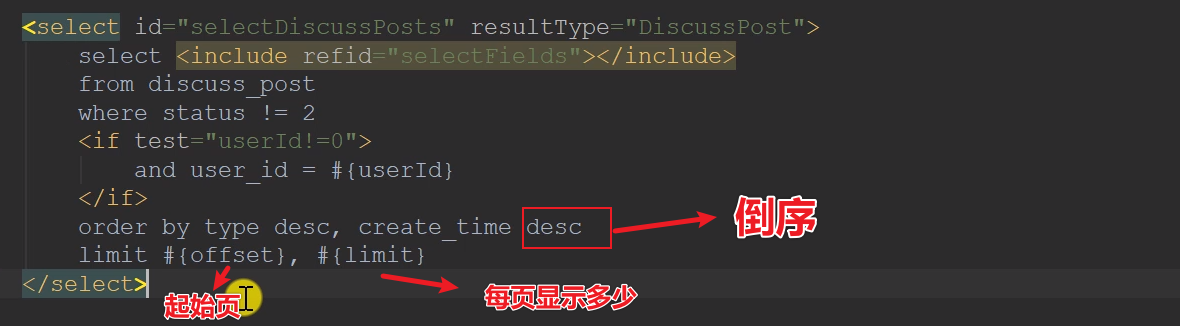 <select id="selectDiscussPosts" resultType="DiscussPost">
select <include refid="selectFields"></include>
from discuss_post
where status != 2
<if test="userId!=0">
and user_id = #{userId}
</if>
order by type desc, create_time desc
倒序
limit #{offset}, #{limit}
</select>
起始页
每页显示多少